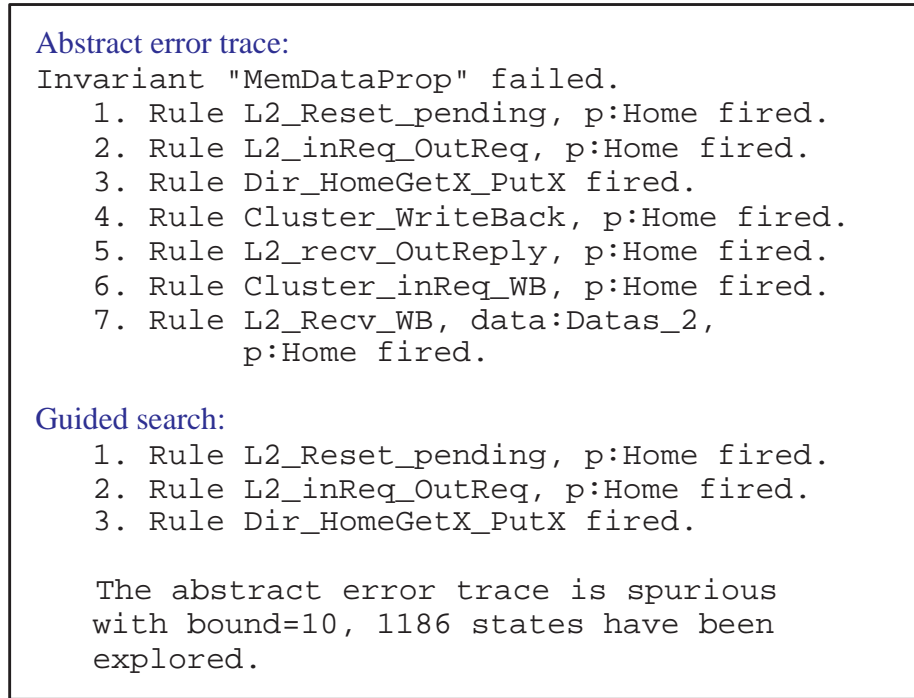 Abstract error trace:
Invariant "MemDataProp" failed.
1. Rule L2_Reset_pending, p:Home fired.
2. Rule L2_inReq_OutReq, p:Home fired.
3. Rule Dir_HomeGetX_PutX fired.
4. Rule Cluster_WriteBack, p:Home fired.
5. Rule L2_recv_OutReply, p:Home fired.
6. Rule Cluster_inReq_WB, p:Home fired.
7. Rule L2_Recv_WB, data:Datas_2,
p:Home fired.
Guided search:
1. Rule L2_Reset_pending, p:Home fired.
2. Rule L2_inReq_OutReq, p:Home fired.
3. Rule Dir_HomeGetX_PutX fired.
The abstract error trace is spurious
with bound=10, 1186 states have been
explored.